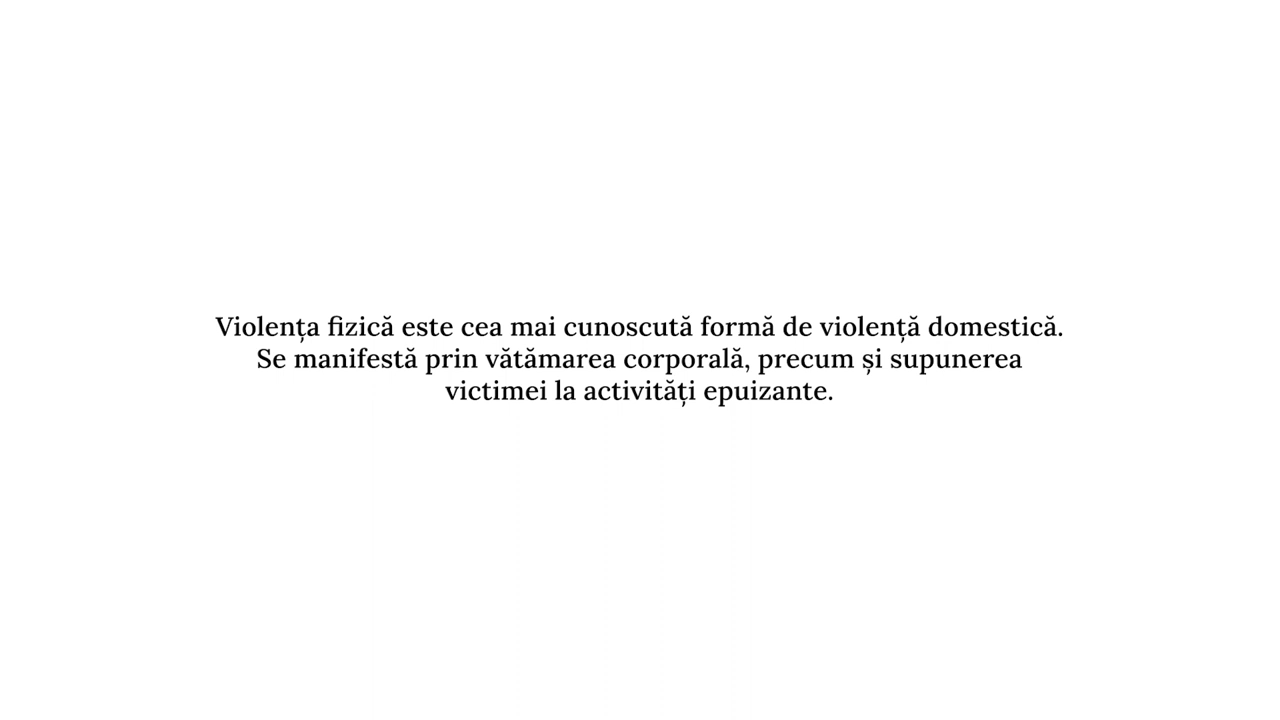 Violența fizică este cea mai cunoscută formă de violență domestică.
Se manifestă prin vătămarea corporală, precum și supunerea
victimei la activități epuizante.